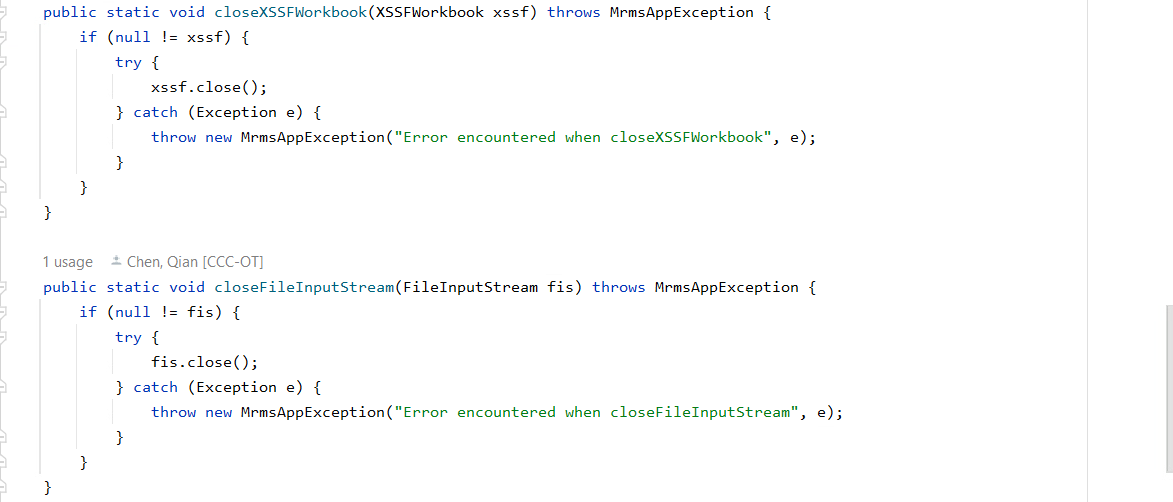 public static void closeXSSFWorkbook(XSSFWorkbook xssf) throws MrmsAppException {
    if (null != xssf) {
        try {
            xssf.close();
        } catch (Exception e) {
            throw new MrmsAppException("Error encountered when closeXSSFWorkbook", e);
        }
    }
}
1 usage Chen, Qian [CCC-OT]
public static void closeFileInputStream(FileInputStream fis) throws MrmsAppException {
    if (null != fis) {
        try {
            fis.close();
        } catch (Exception e) {
            throw new MrmsAppException("Error encountered when closeFileInputStream", e);
        }
    }
}